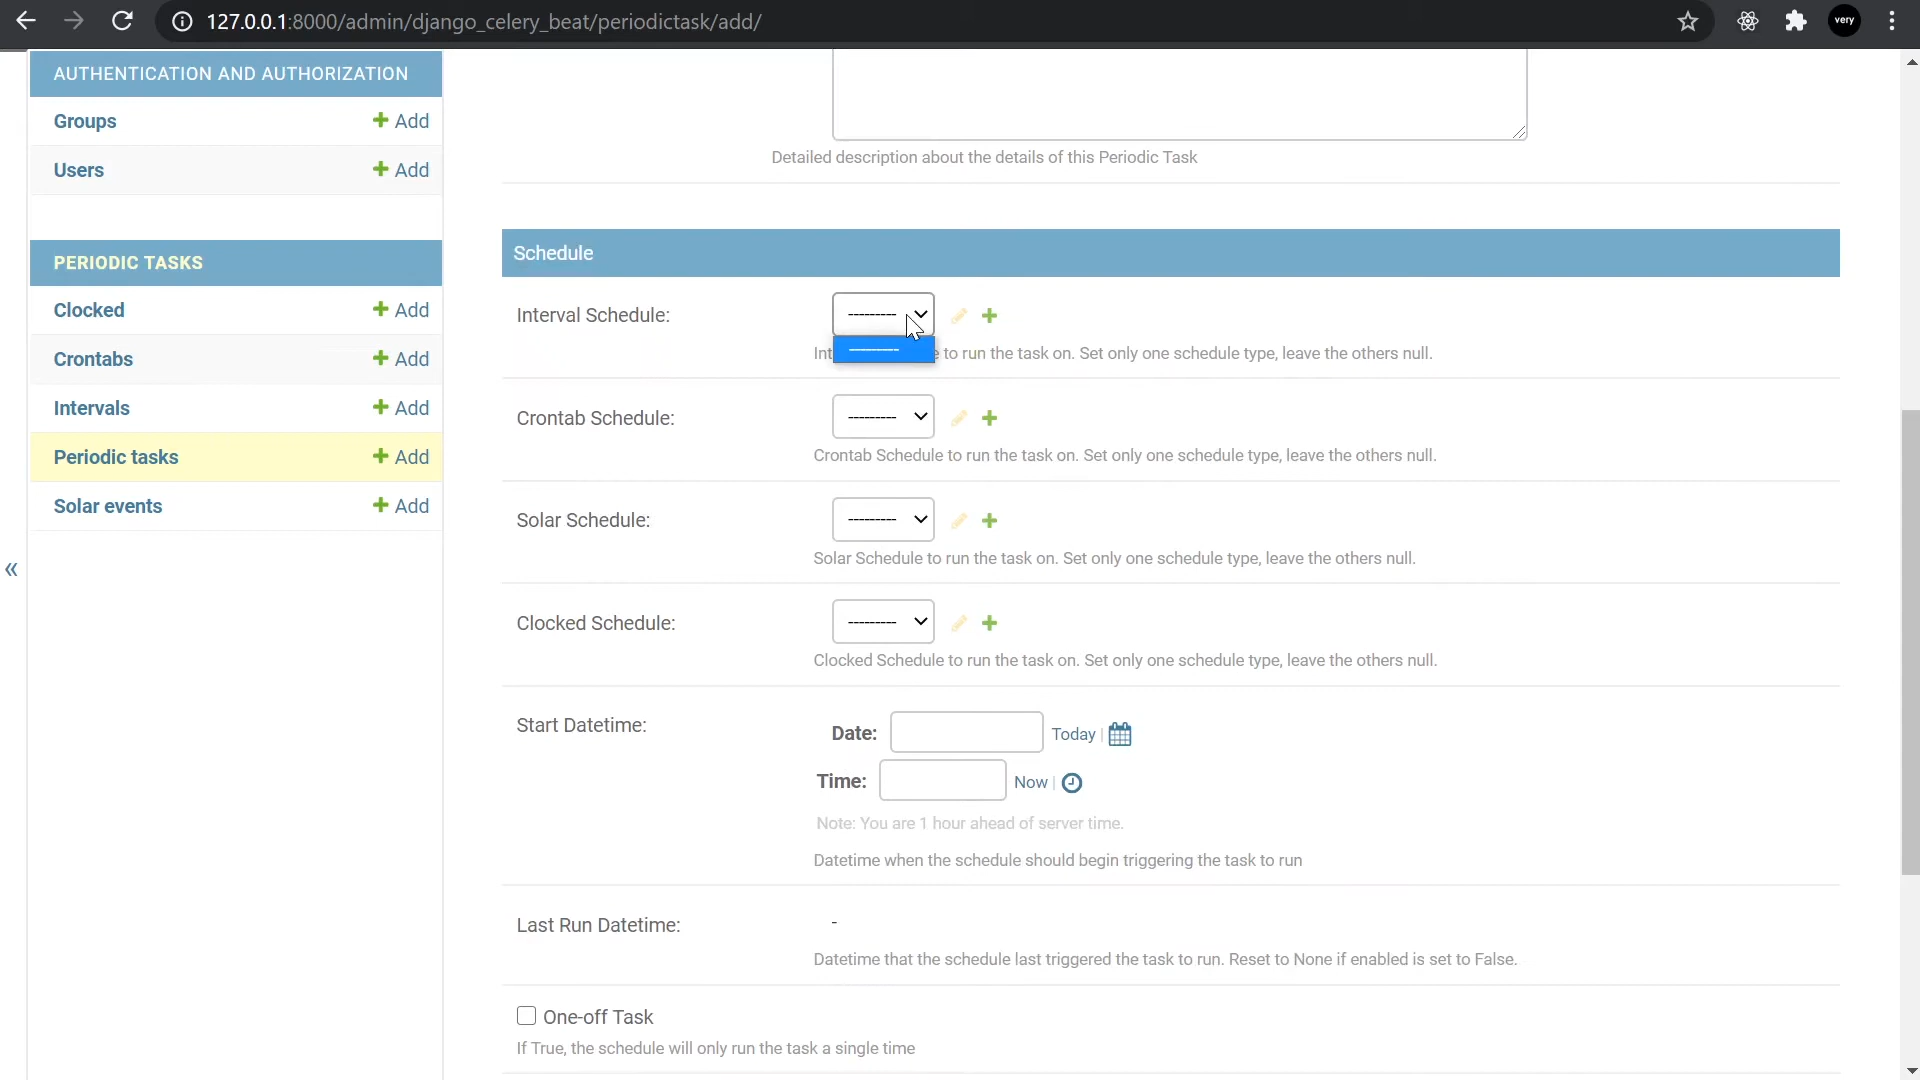 127.0.0.1:8000/admin/django_celery_beat/periodictask/add/
very
AUTHENTICATION AND AUTHORIZATION
Groups + Add
Users + Add
PERIODIC TASKS
Clocked + Add
Crontabs + Add
Intervals + Add
Periodic tasks + Add
Solar events + Add
«
Detailed description about the details of this Periodic Task
Schedule
Interval Schedule: ---------
---------
Int e to run the task on. Set only one schedule type, leave the others null.
Crontab Schedule: ---------
Crontab Schedule to run the task on. Set only one schedule type, leave the others null.
Solar Schedule: ---------
Solar Schedule to run the task on. Set only one schedule type, leave the others null.
Clocked Schedule: ---------
Clocked Schedule to run the task on. Set only one schedule type, leave the others null.
Start Datetime:
Date: Today |
Time: Now |
Note: You are 1 hour ahead of server time.
Datetime when the schedule should begin triggering the task to run
Last Run Datetime: -
Datetime that the schedule last triggered the task to run. Reset to None if enabled is set to False.
One-off Task
If True, the schedule will only run the task a single time